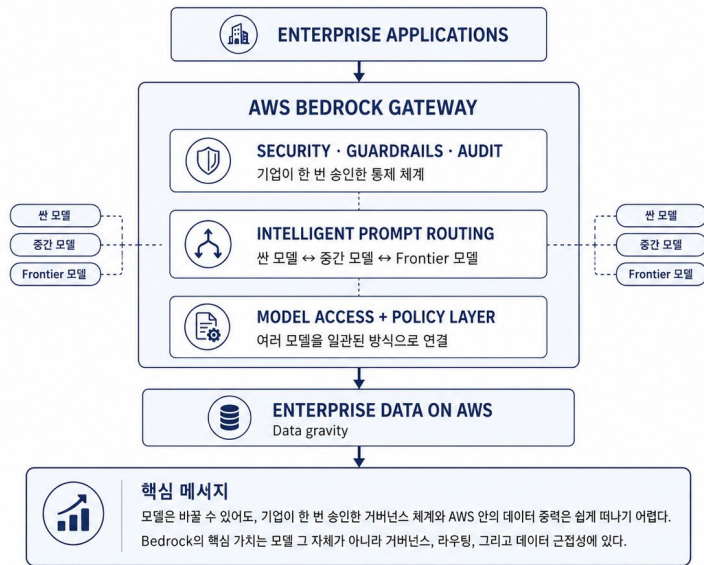 ENTERPRISE APPLICATIONS
AWS BEDROCK GATEWAY
SECURITY · GUARDRAILS · AUDIT
기업이 한 번 송인한 통제 체계
싼 모델
중간 모델
Frontier 모델
INTELLIGENT PROMPT ROUTING
싼 모델 ↔ 중간 모델 ↔ Frontier 모델
싼 모델
중간 모델
Frontier 모델
MODEL ACCESS + POLICY LAYER
여러 모델을 일관된 방식으로 연결
ENTERPRISE DATA ON AWS
Data gravity
핵심 메서지
모델은 바꿀 수 있어도, 기업이 한 번 송인한 거버넌스 체계와 AWS 안의 데이터 중력은 쉽게 떠나기 어렵다.
Bedrock의 핵심 가치는 모델 그 자체가 아니라 거버넌스, 라우팅, 그리고 데이터 근접성에 있다.